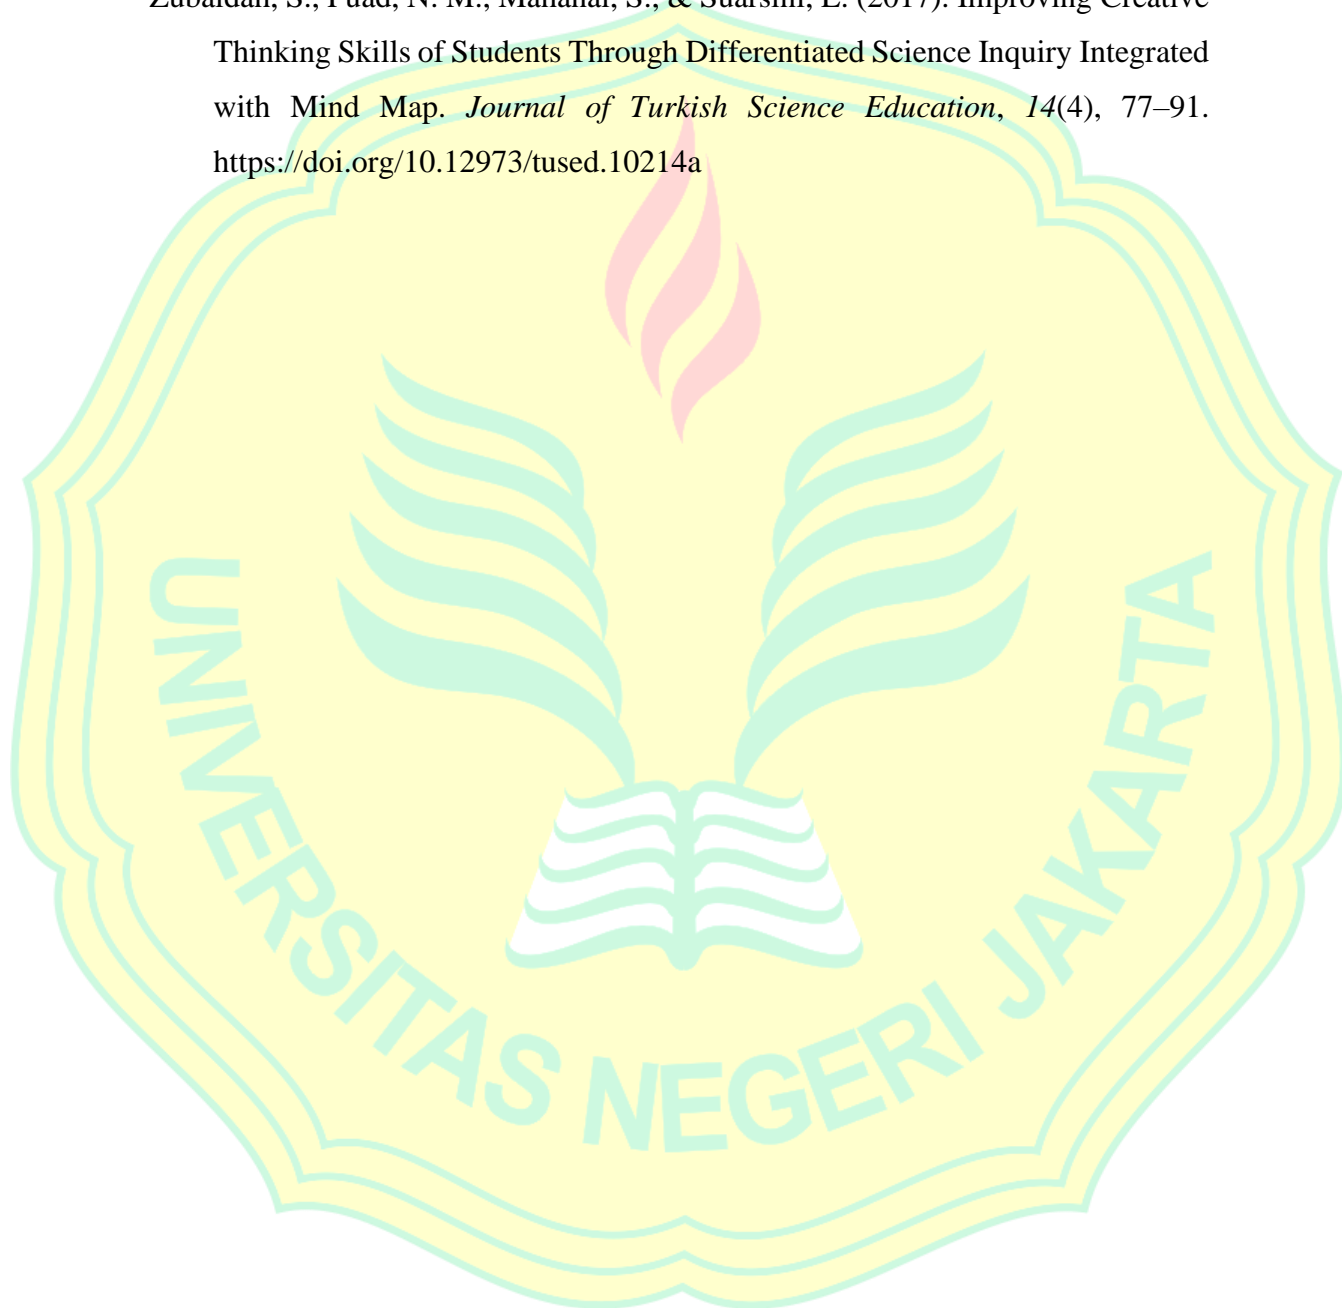 Zubaidah, S., Fuad, N. M., Mahanal, S., & Suarsini, E. (2017). Improving Creative
Thinking Skills of Students Through Differentiated Science Inquiry Integrated
with Mind Map. Journal of Turkish Science Education, 14(4), 77–91.
https://doi.org/10.12973/tused.10214a
UNIVERSITAS NEGERI JAKARTA